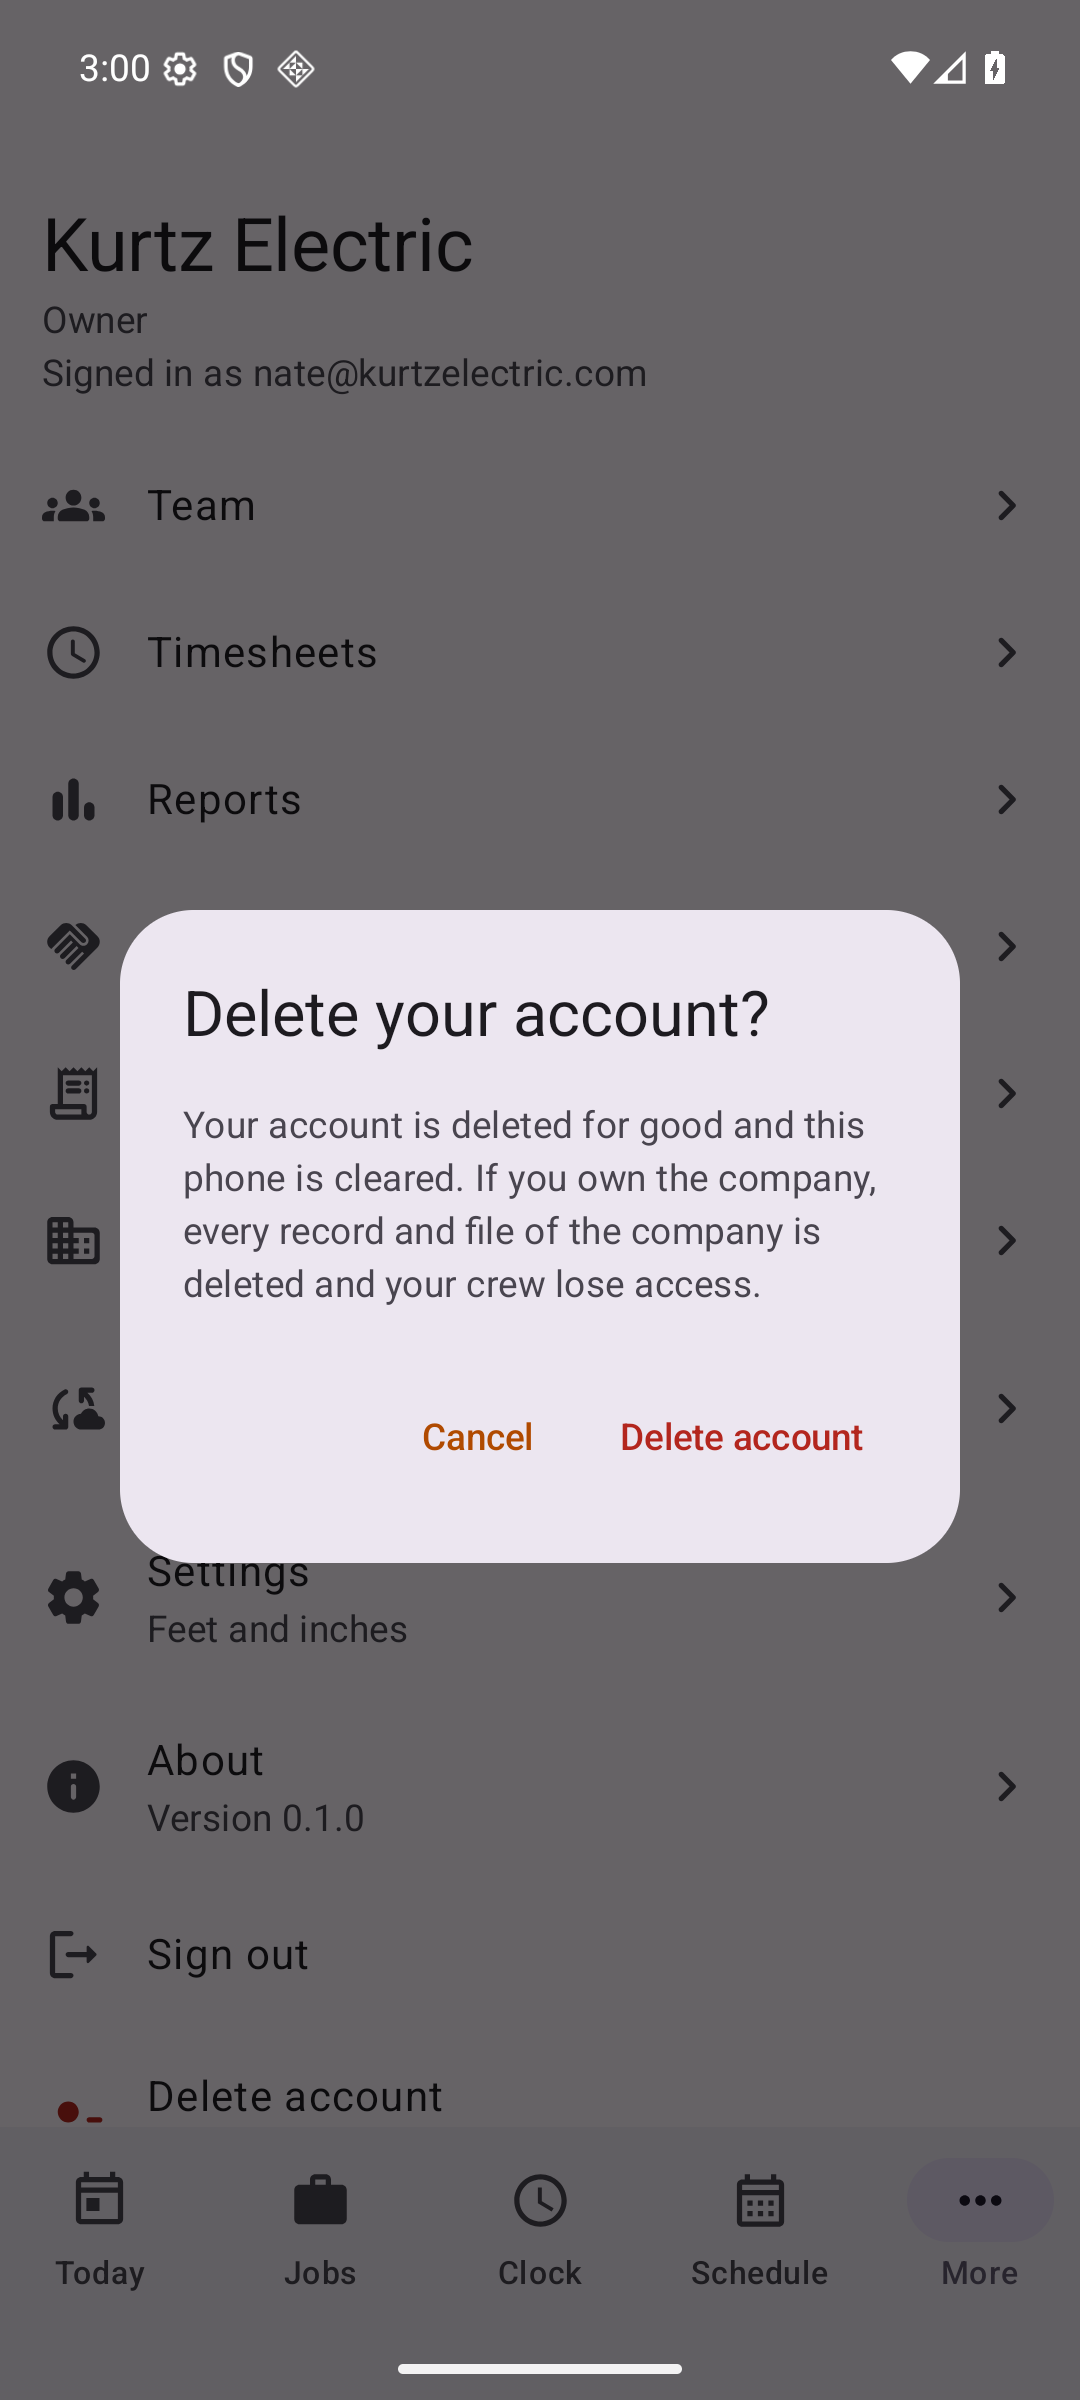 3:00
Kurtz Electric
Owner
Signed in as nate@kurtzelectric.com
Team
Timesheets
Reports
Delete your account?
Your account is deleted for good and this
phone is cleared. If you own the company,
every record and file of the company is
deleted and your crew lose access.
Cancel
Delete account
Settings
Feet and inches
About
Version 0.1.0
Sign out
Delete account
Today
Jobs
Clock
Schedule
More